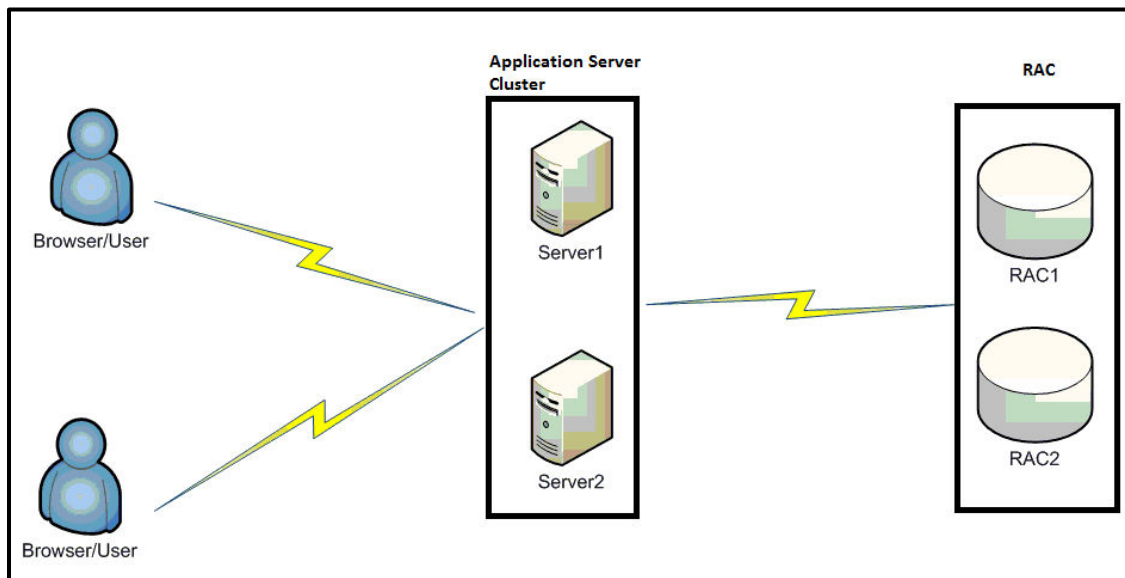 Application Server
Cluster
RAC
Browser/User
Server1
RAC1
Server2
RAC2
Browser/User